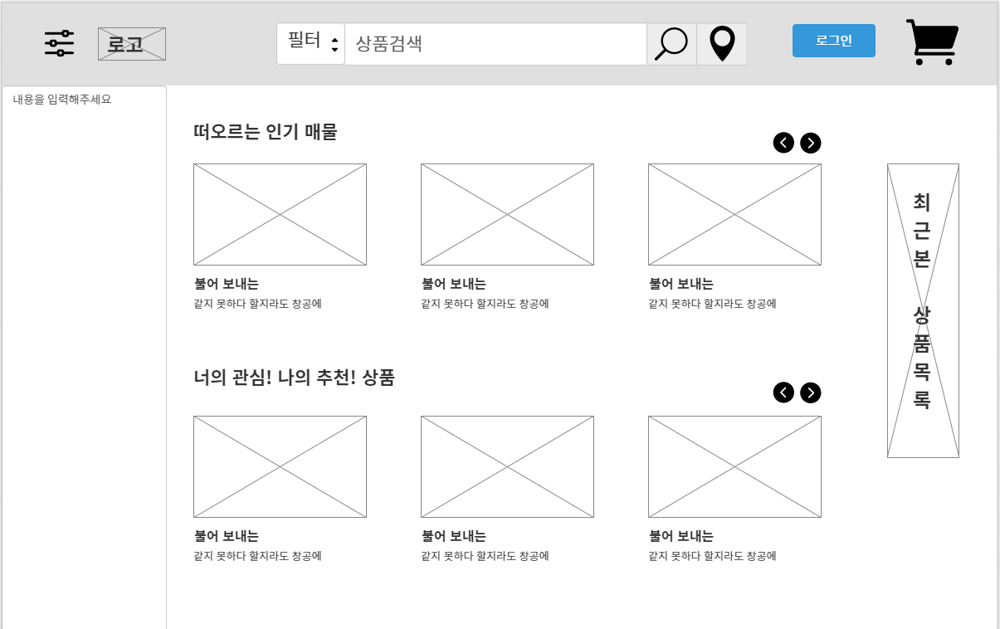 로고
필터
상품검색
로그인
내용을 입력해주세요
떠오르는 인기 매물
불어 보내는
같지 못하다 할지라도 창공에
불어 보내는
같지 못하다 할지라도 창공에
불어 보내는
같지 못하다 할지라도 창공에
너의 관심! 나의 추천! 상품
불어 보내는
같지 못하다 할지라도 창공에
불어 보내는
같지 못하다 할지라도 창공에
불어 보내는
같지 못하다 할지라도 창공에
최
근
본
상
품
목
록